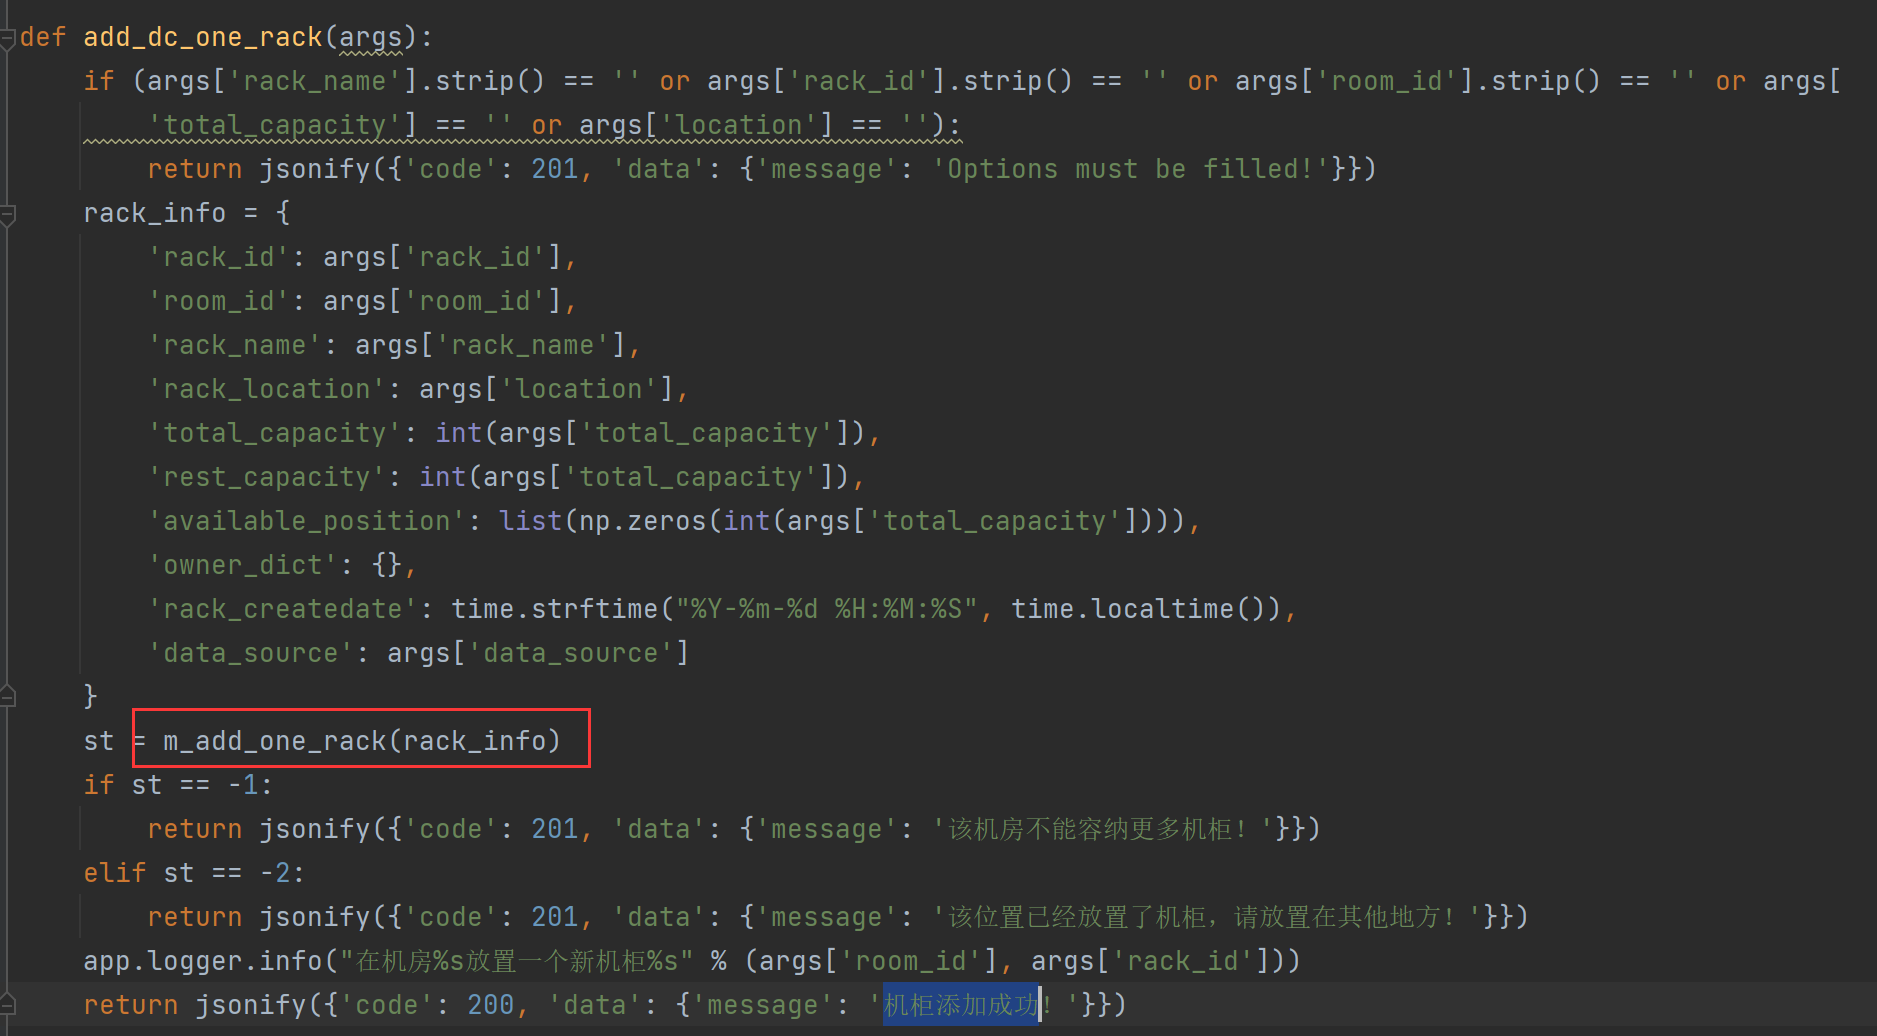 def add_dc_one_rack(args):
    if (args['rack_name'].strip() == '' or args['rack_id'].strip() == '' or args['room_id'].strip() == '' or args[
        'total_capacity'] == '' or args['location'] == ''):
        return jsonify({'code': 201, 'data': {'message': 'Options must be filled!'}})
    rack_info = {
        'rack_id': args['rack_id'],
        'room_id': args['room_id'],
        'rack_name': args['rack_name'],
        'rack_location': args['location'],
        'total_capacity': int(args['total_capacity']),
        'rest_capacity': int(args['total_capacity']),
        'available_position': list(np.zeros(int(args['total_capacity']))),
        'owner_dict': {},
        'rack_createdate': time.strftime("%Y-%m-%d %H:%M:%S", time.localtime()),
        'data_source': args['data_source']
    }
    st = m_add_one_rack(rack_info)
    if st == -1:
        return jsonify({'code': 201, 'data': {'message': '该机房不能容纳更多机柜！'}})
    elif st == -2:
        return jsonify({'code': 201, 'data': {'message': '该位置已经放置了机柜，请放置在其他地方！'}})
    app.logger.info("在机房%s放置一个新机柜%s" % (args['room_id'], args['rack_id']))
    return jsonify({'code': 200, 'data': {'message': '机柜添加成功！'}})